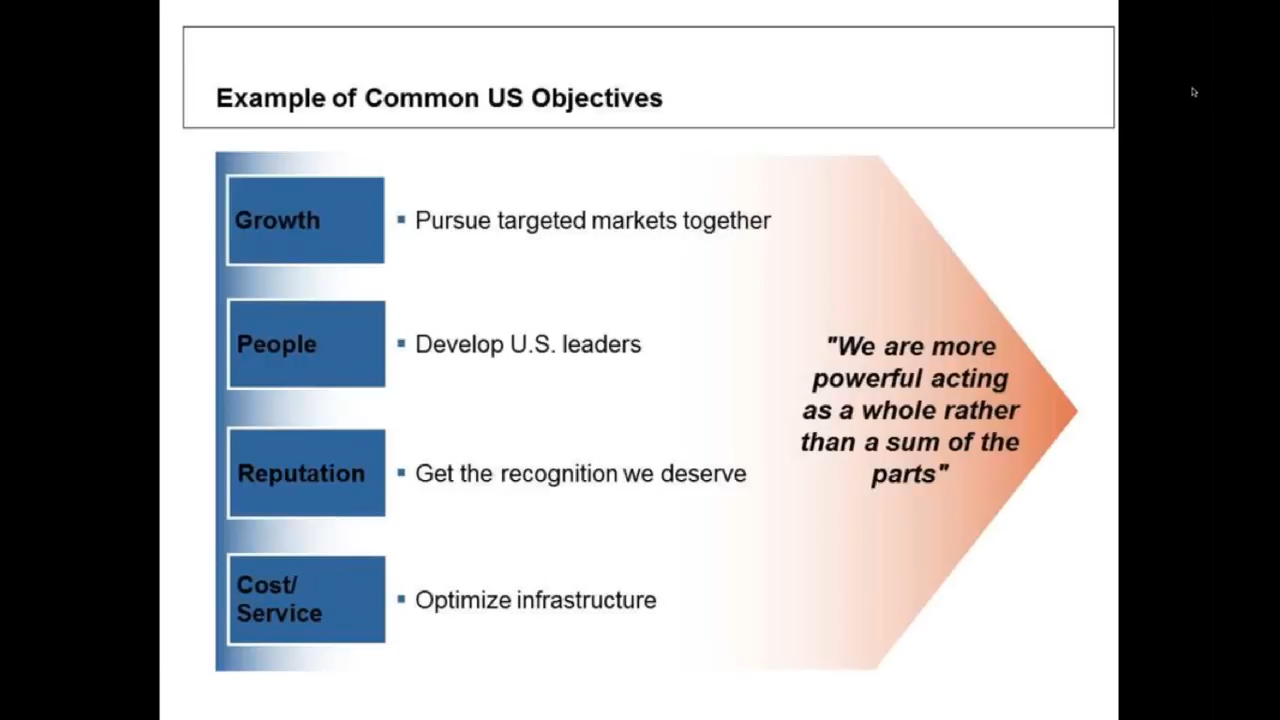 Example of Common US Objectives
Growth
▪ Pursue targeted markets together
People
▪ Develop U.S. leaders
Reputation
▪ Get the recognition we deserve
Cost/
Service
▪ Optimize infrastructure
"We are more
powerful acting
as a whole rather
than a sum of the
parts"